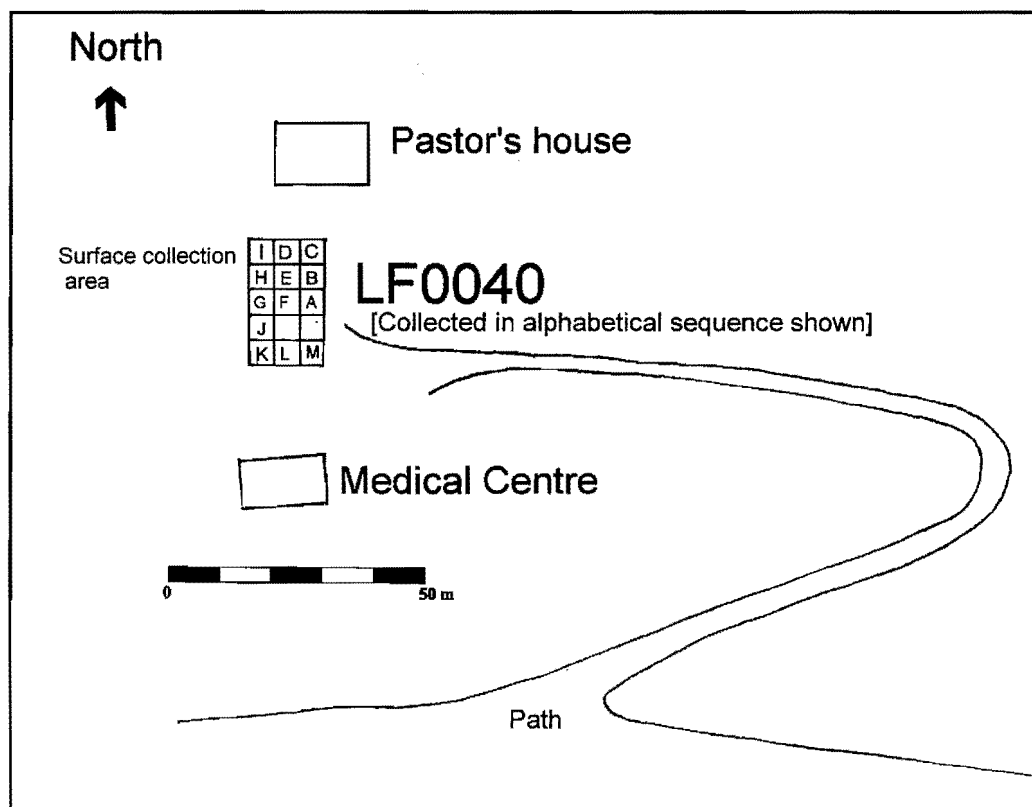 North
Pastor's house
Surface collection
area
I D C
H E B
G F A
J
K L M
LF0040
[Collected in alphabetical sequence shown]
Medical Centre
0 50 m
Path